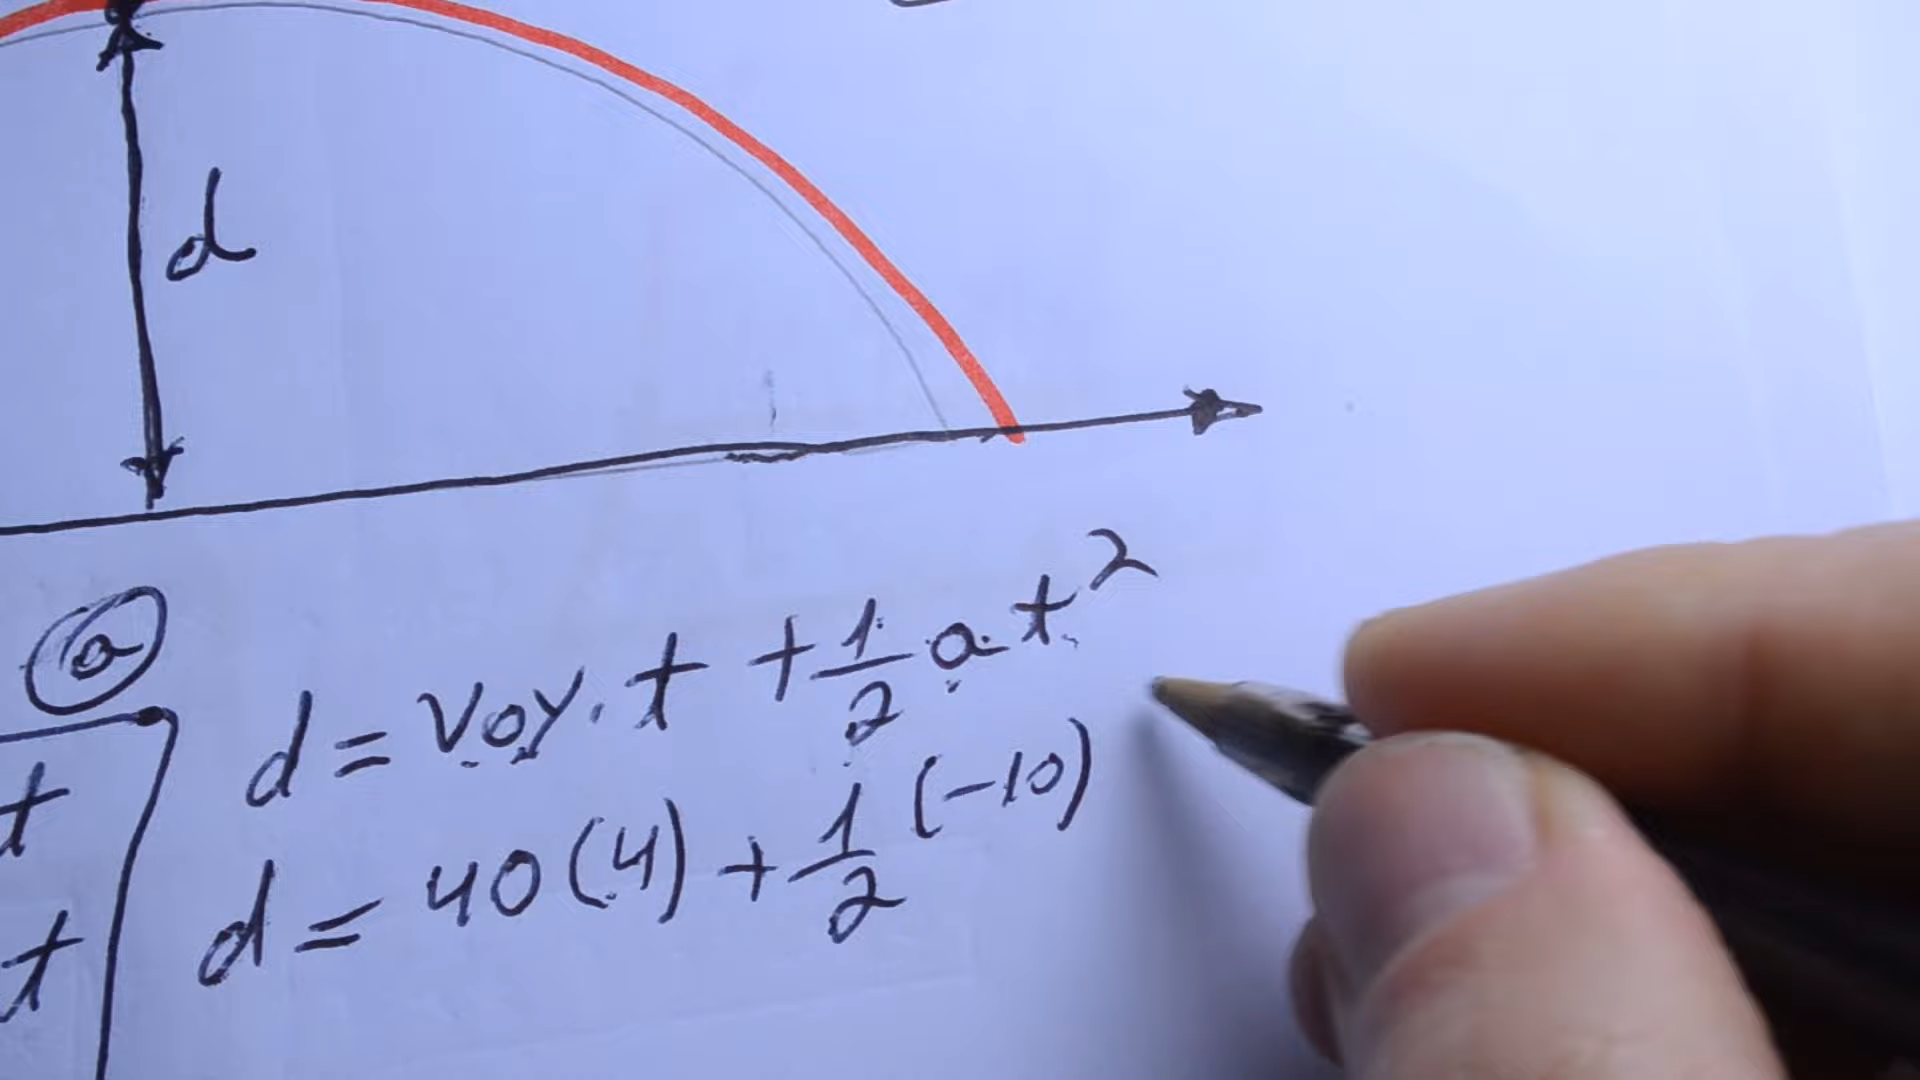 d
a
d = Voy. t + 1/2 a t²
t
d = 40 (4) + 1/2 (-10)
t